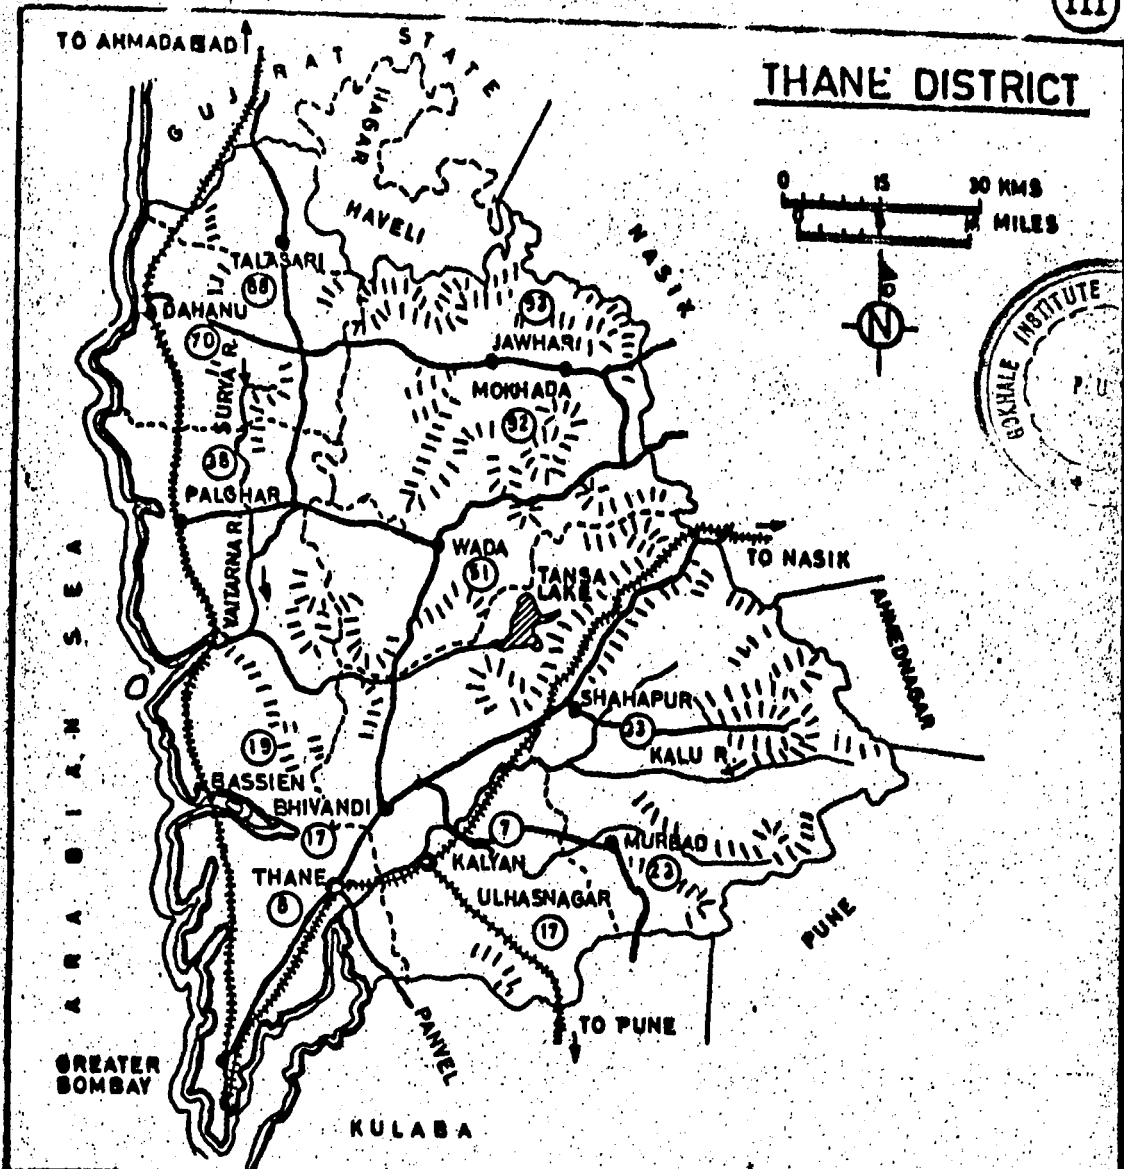 III
TO AHMADABAD
GUJRAT STATE
THANE DISTRICT
NAGAR
HAVELI
0 15 30 KMS
MILES
NASIK
TALASARI
DAHANU
70
53
JAWHAR
SURYA R.
MOKHADA
52
38
PALGHAR
GOKHALE INSTITUTE
N
VAITARNA R.
WADA
51
TANSA
LAKE
TO NASIK
AHMEDNAGAR
ARABIAN SEA
SHAHAPUR
33
KALU R.
19
BASSIEN
BHIVANDI
17
7
MURBAD
23
KALYAN
THANE
6
ULHASNAGAR
17
PUNE
TO PUNE
PANVEL
GREATER
BOMBAY
KULABA